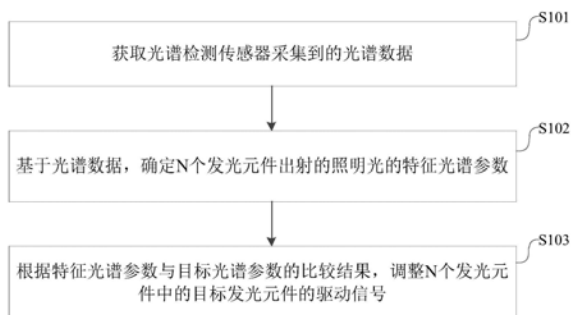 S101
获取光谱检测传感器采集到的光谱数据
S102
基于光谱数据，确定N个发光元件出射的照明光的特征光谱参数
S103
根据特征光谱参数与目标光谱参数的比较结果，调整N个发光元
件中的目标发光元件的驱动信号